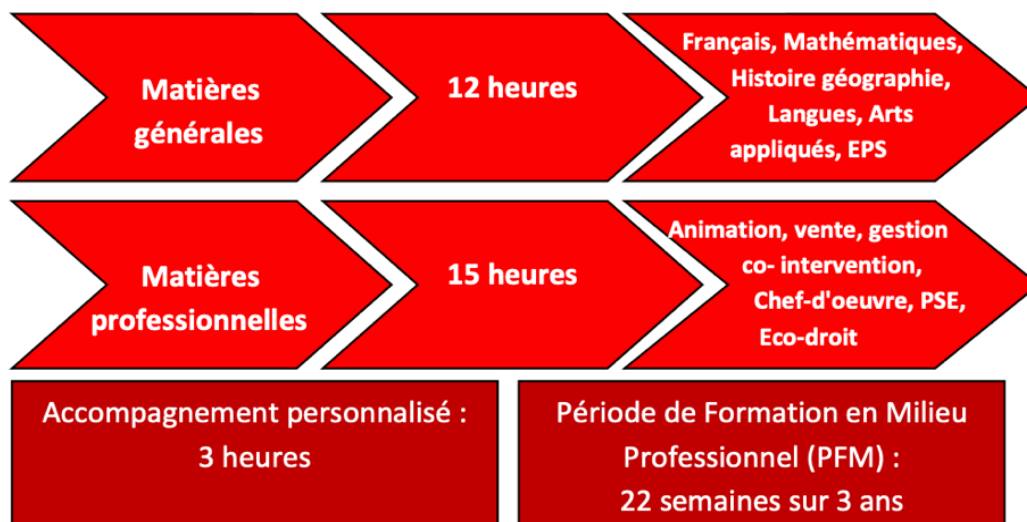 Matières
générales
12 heures
Français, Mathématiques,
Histoire géographie,
Langues, Arts
appliqués, EPS
Matières
professionnelles
15 heures
Animation, vente, gestion
co- intervention,
Chef-d'oeuvre, PSE,
Eco-droit
Accompagnement personnalisé :
3 heures
Période de Formation en Milieu
Professionnel (PFM) :
22 semaines sur 3 ans